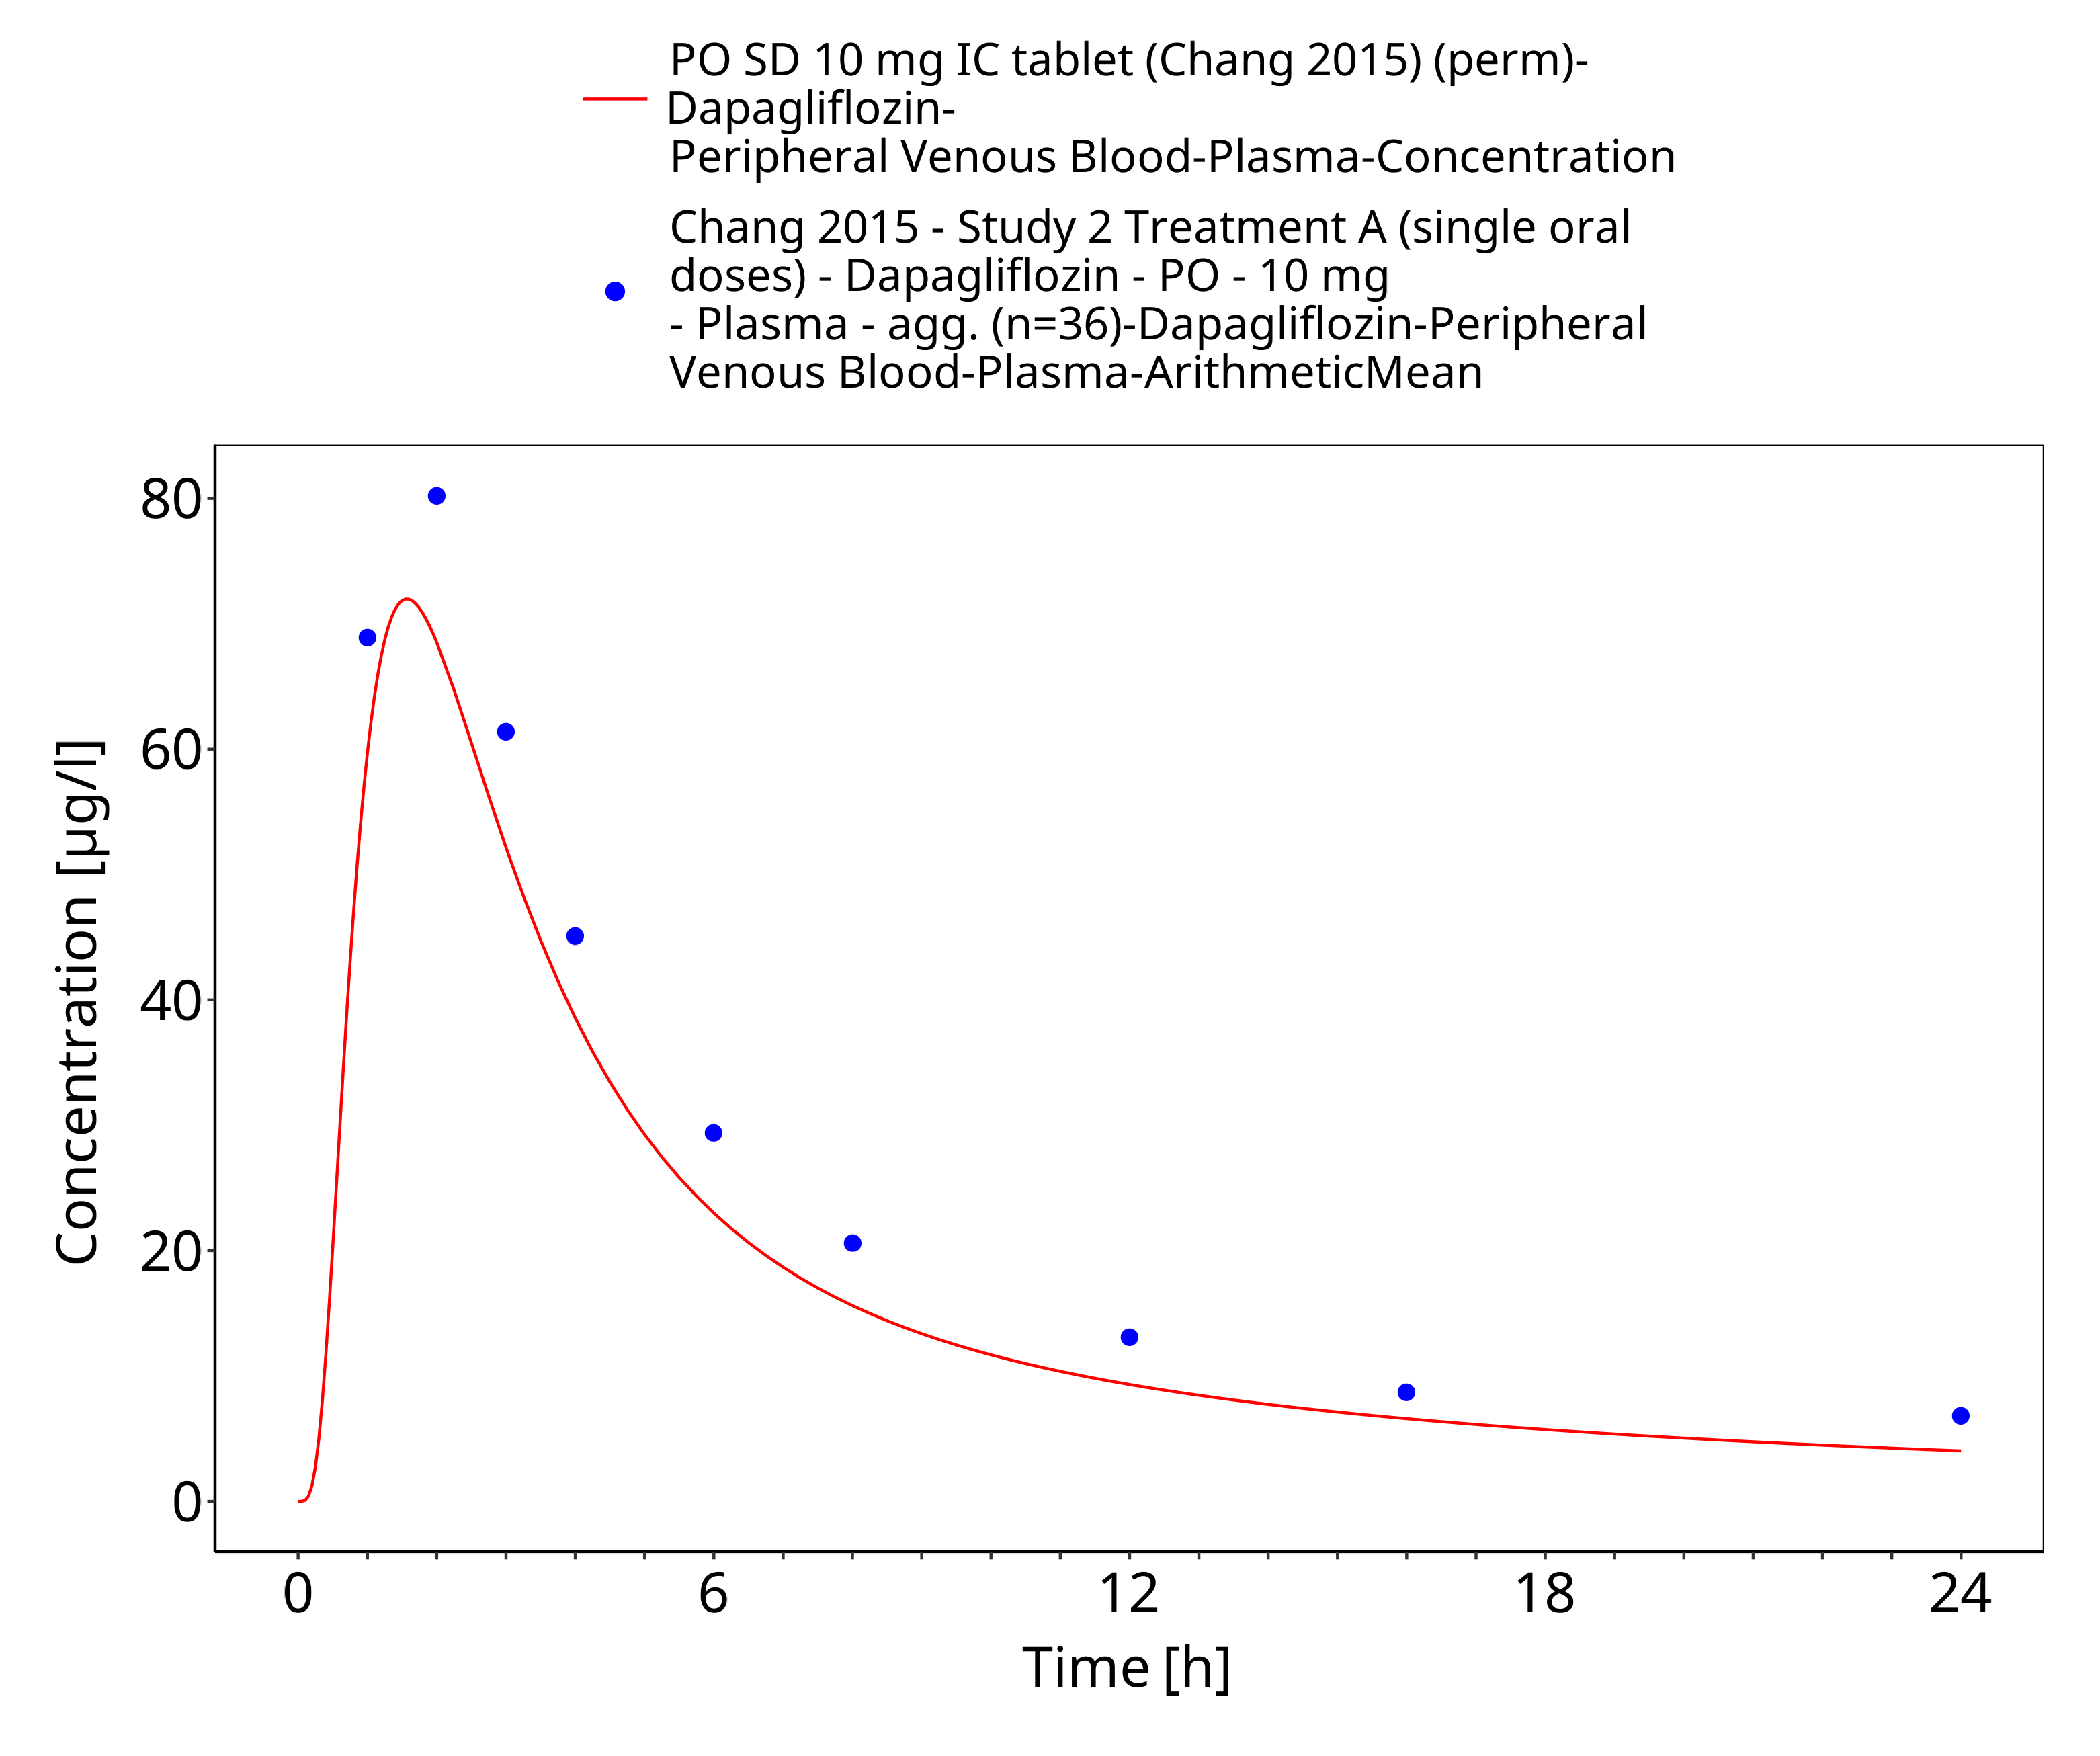 PO SD 10 mg IC tablet (Chang 2015) (perm)-
Dapagliflozin-
Peripheral Venous Blood-Plasma-Concentration
Chang 2015 - Study 2 Treatment A (single oral
doses) - Dapagliflozin - PO - 10 mg
- Plasma - agg. (n=36)-Dapagliflozin-Peripheral
Venous Blood-Plasma-ArithmeticMean
Concentration [µg/l]
80
60
40
20
0
0 6 12 18 24
Time [h]